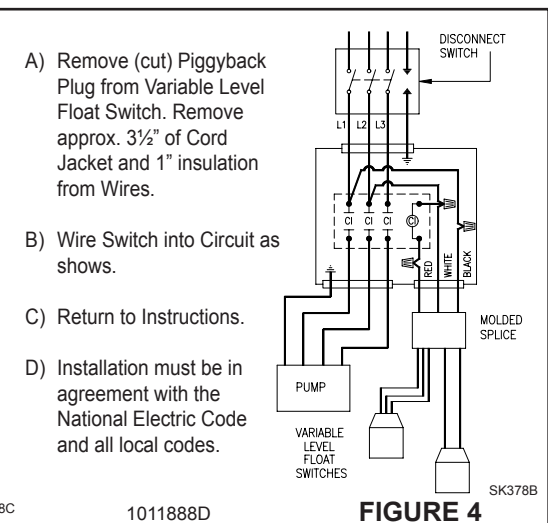 A) Remove (cut) Piggyback
Plug from Variable Level
Float Switch. Remove
approx. 3½” of Cord
Jacket and 1” insulation
from Wires.
B) Wire Switch into Circuit as
shows.
C) Return to Instructions.
D) Installation must be in
agreement with the
National Electric Code
and all local codes.
DISCONNECT
SWITCH
L1 L2 L3
CI CI CI CI
RED
WHITE
BLACK
MOLDED
SPLICE
PUMP
VARIABLE
LEVEL
FLOAT
SWITCHES
SK378B
8C
1011888D
FIGURE 4